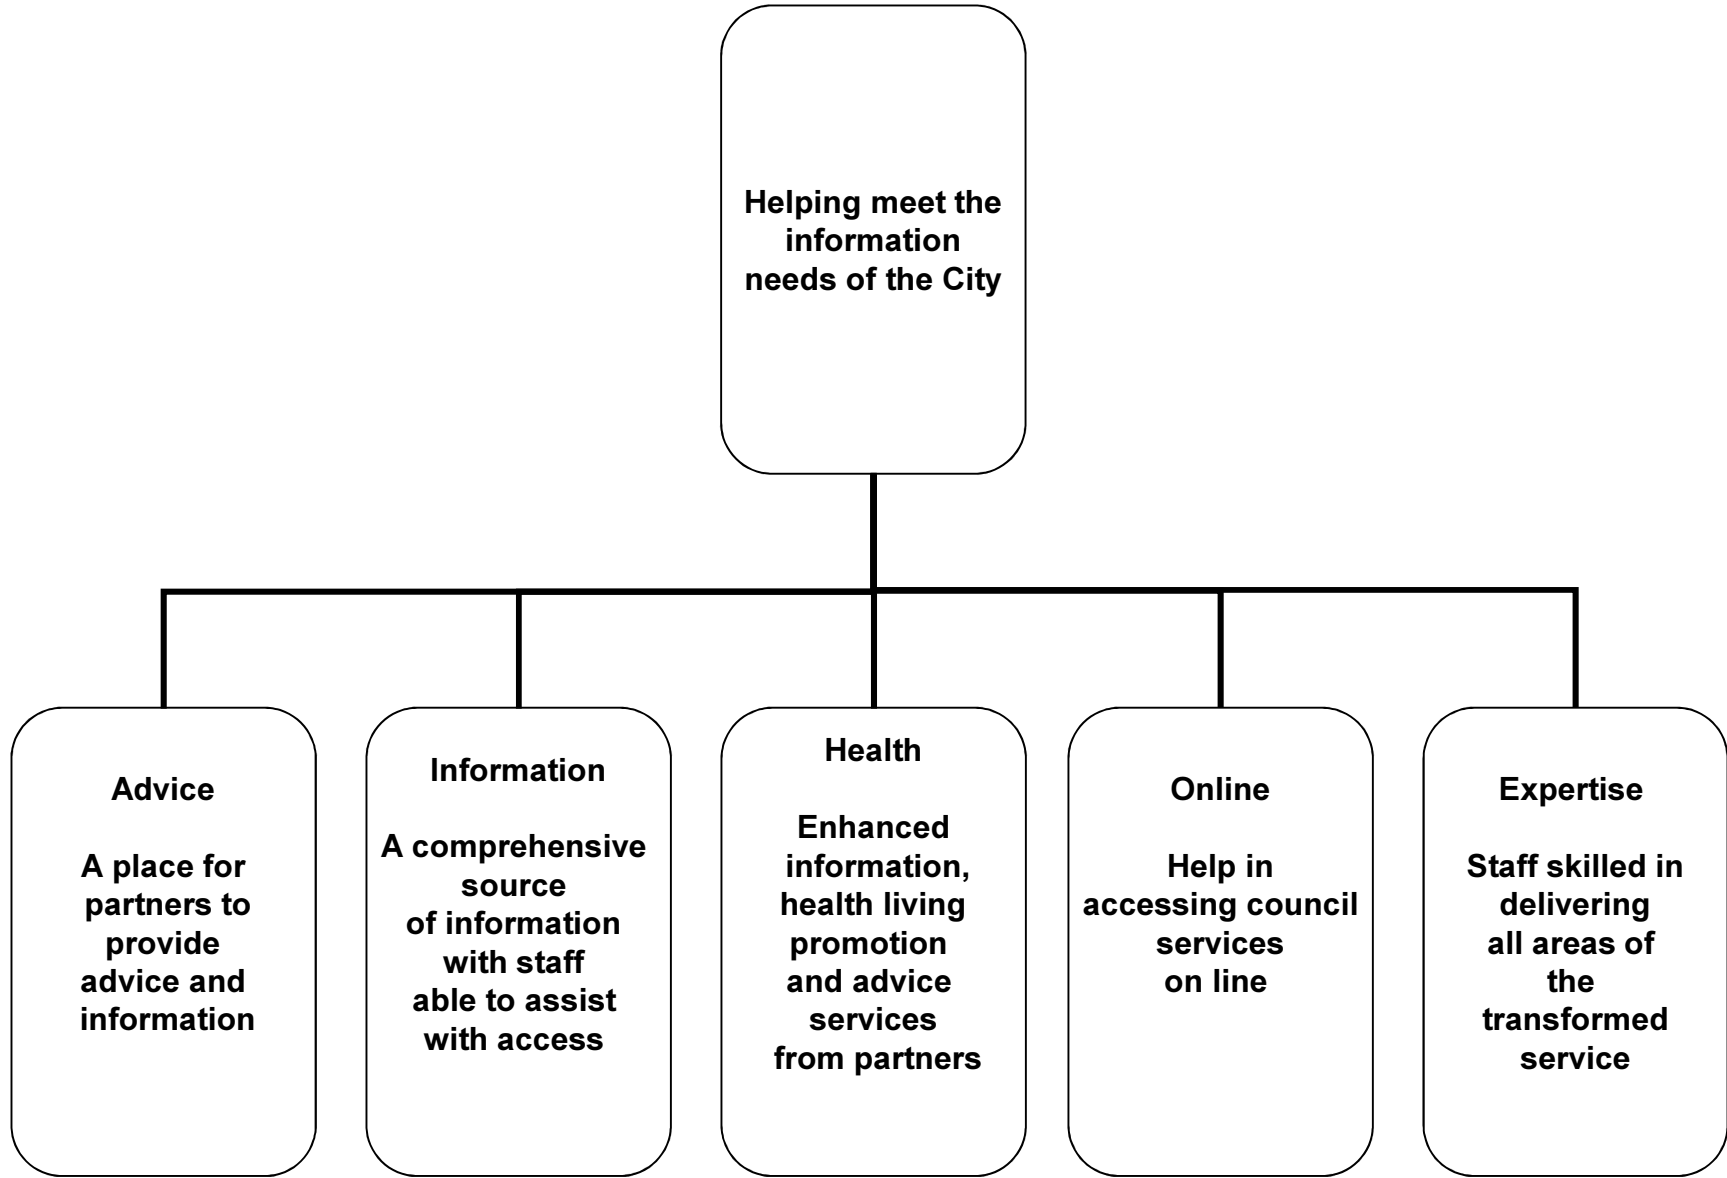 Helping meet the
information
needs of the City
Advice
A place for
partners to
provide
advice and
information
Information
A comprehensive
source
of information
with staff
able to assist
with access
Health
Enhanced
information,
health living
promotion
and advice
services
from partners
Online
Help in
accessing council
services
on line
Expertise
Staff skilled in
delivering
all areas of
the
transformed
service